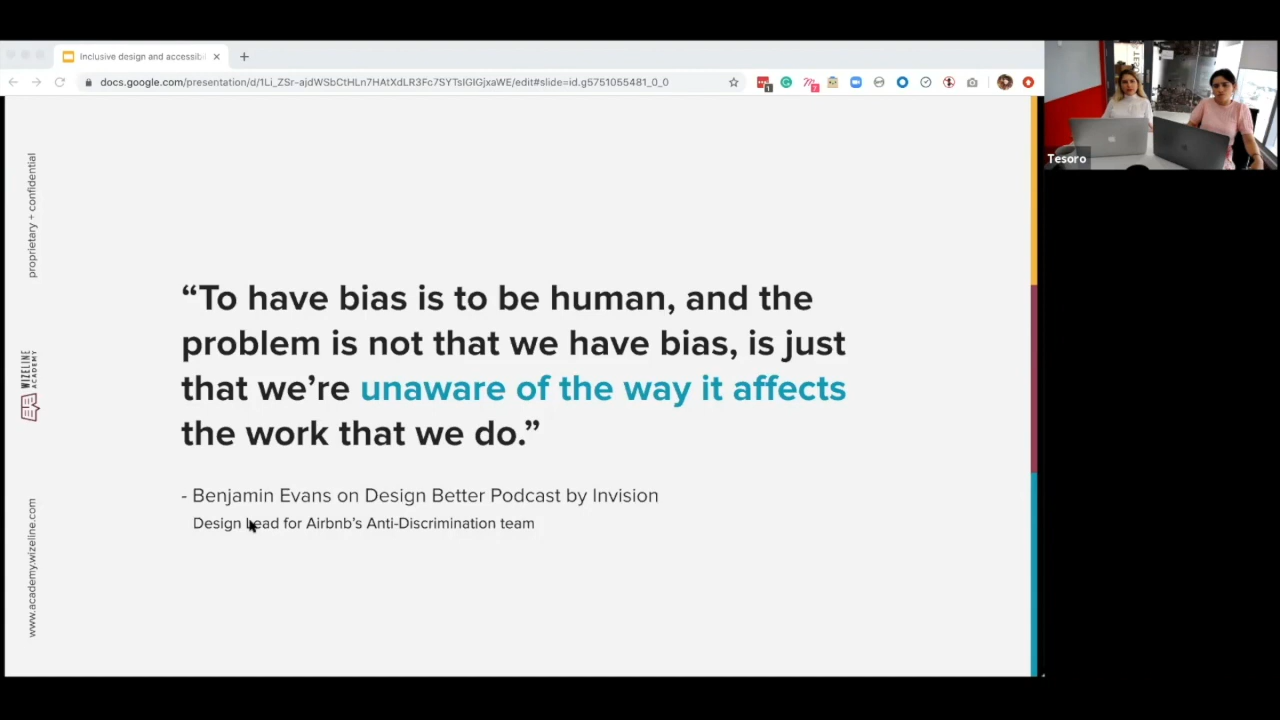 Inclusive design and accessibi
docs.google.com/presentation/d/1Li_ZSr-ajdWSbCtHLn7HAtXdLR3Fc7SYTsIGIGjxaWE/edit#slide=id.g5751055481_0_0
1
7
Tesoro
proprietary + confidential
WIZELINE
ACADEMY
www.academy.wizeline.com
“To have bias is to be human, and the
problem is not that we have bias, is just
that we’re unaware of the way it affects
the work that we do.”
- Benjamin Evans on Design Better Podcast by Invision
Design Lead for Airbnb’s Anti-Discrimination team